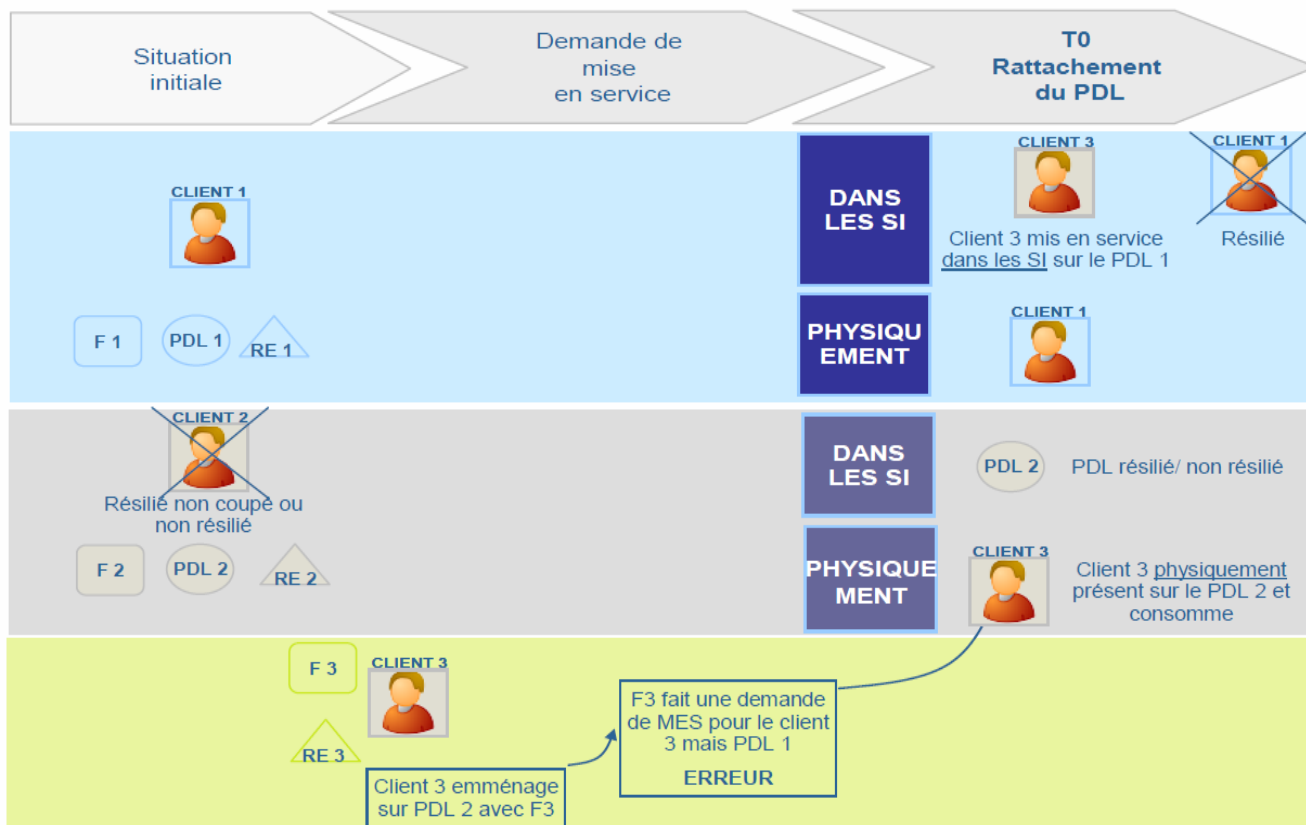 Situation
initiale
Demande de
mise
en service
T0
Rattachement
du PDL
CLIENT 1
F 1
PDL 1
RE 1
DANS
LES SI
CLIENT 3
Client 3 mis en service
dans les SI sur le PDL 1
CLIENT 1
Résilié
PHYSIQU
EMENT
CLIENT 1
CLIENT 2
Résilié non coupé ou
non résilié
F 2
PDL 2
RE 2
DANS
LES SI
PDL 2
PDL résilié/ non résilié
PHYSIQUE
MENT
CLIENT 3
Client 3 physiquement
présent sur le PDL 2 et
consomme
F 3
CLIENT 3
RE 3
Client 3 emménage
sur PDL 2 avec F3
F3 fait une demande
de MES pour le client
3 mais PDL 1
ERREUR